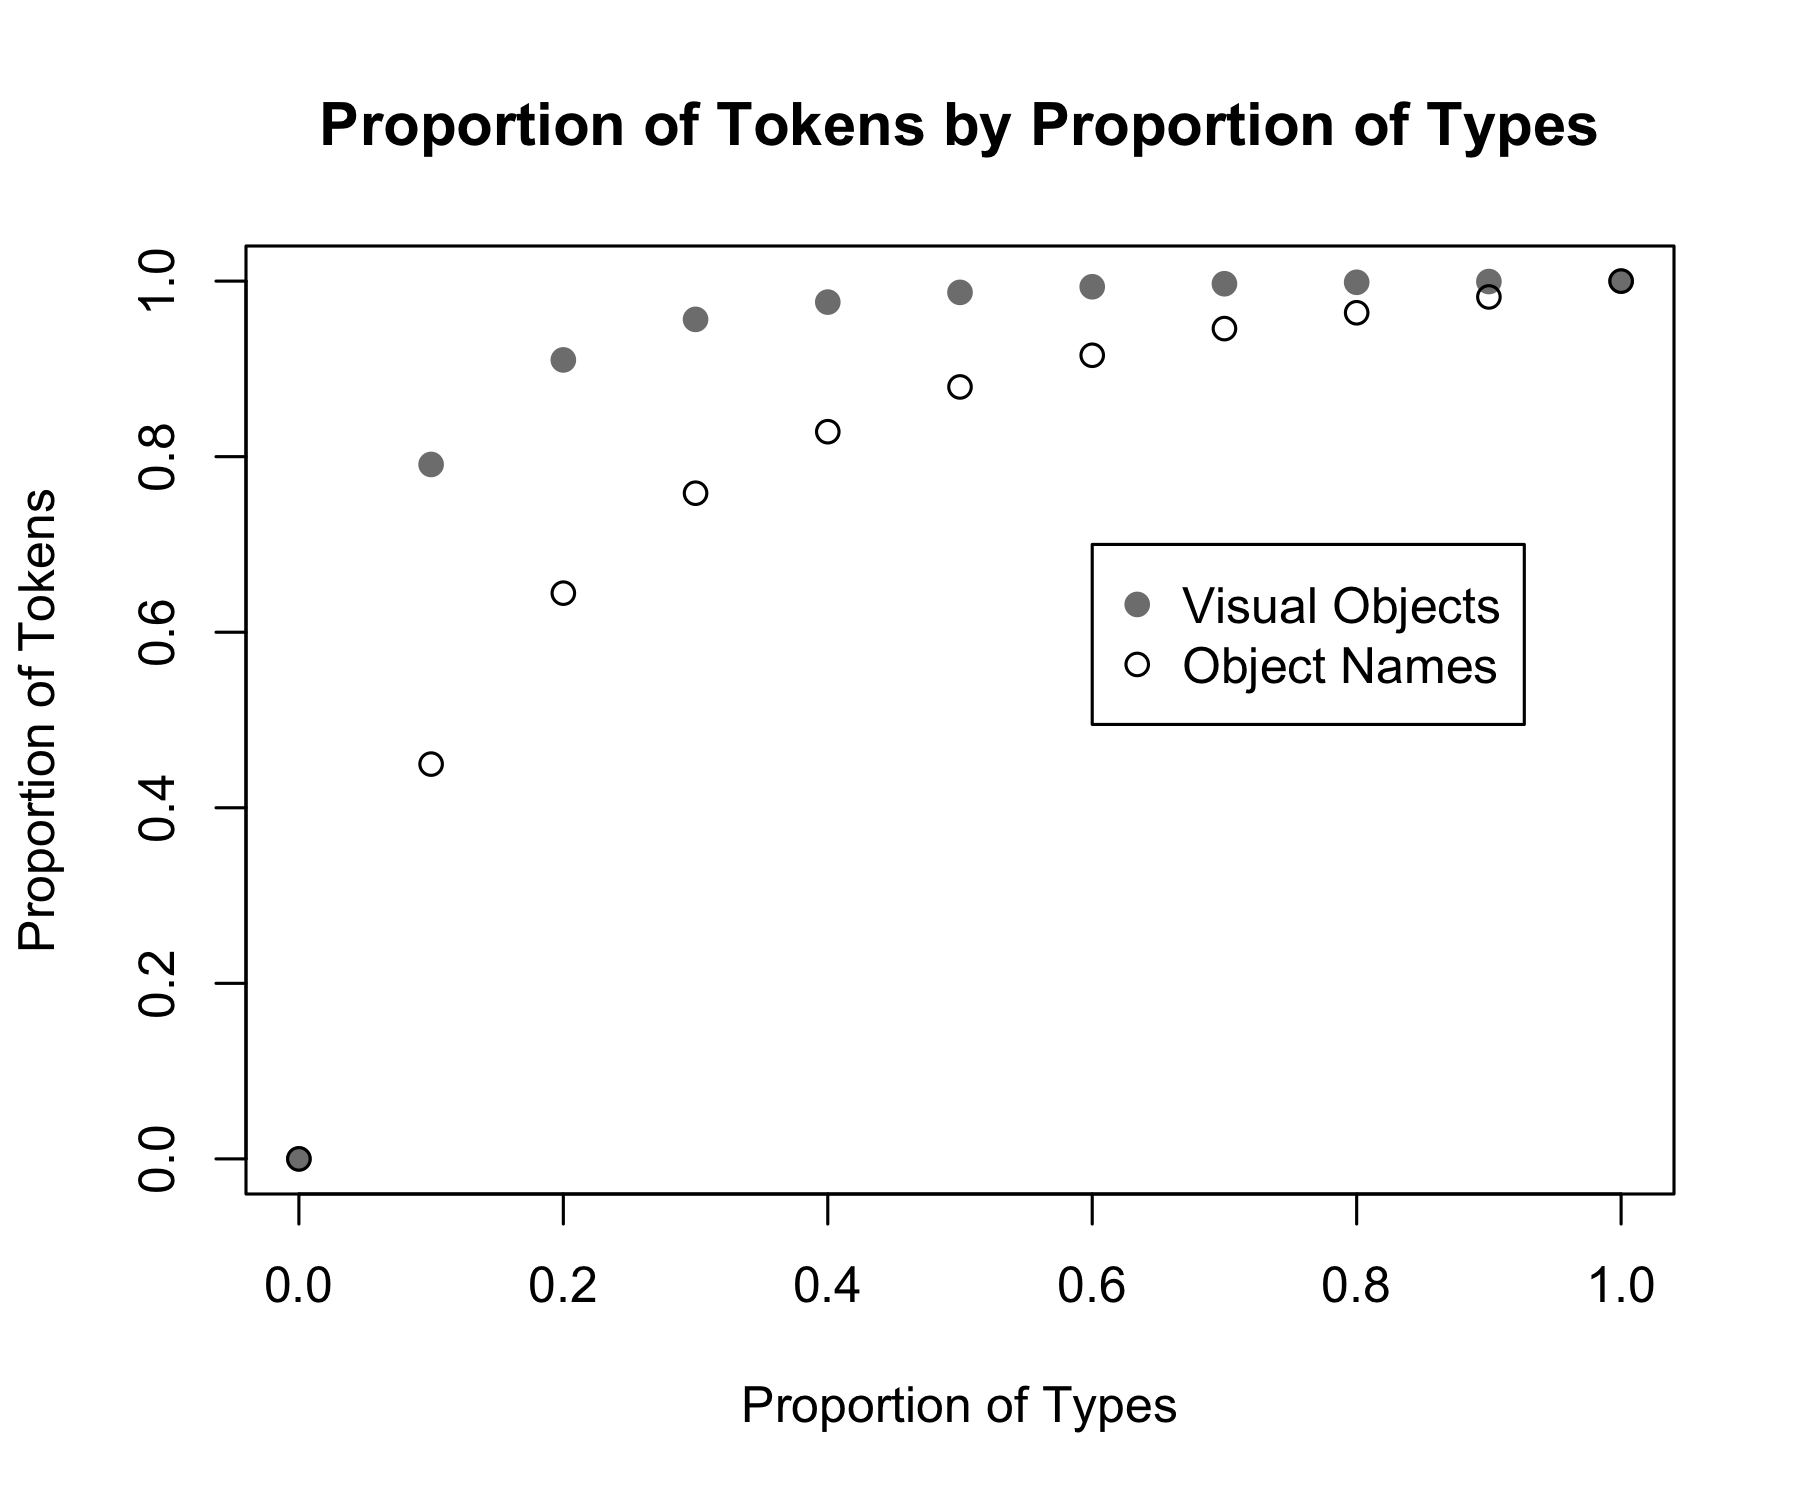 Proportion of Tokens by Proportion of Types
Proportion of Tokens
1.0
0.8
0.6
0.4
0.2
0.0
Visual Objects
Object Names
0.0 0.2 0.4 0.6 0.8 1.0
Proportion of Types